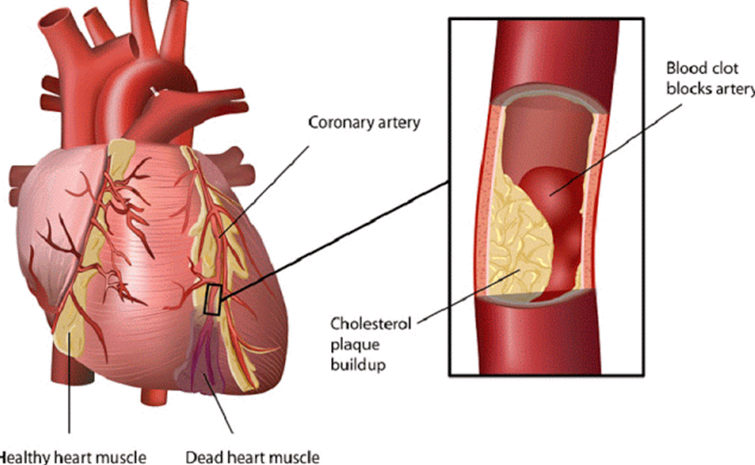 Blood clot
blocks artery
Coronary artery
Cholesterol
plaque
buildup
Healthy heart muscle
Dead heart muscle